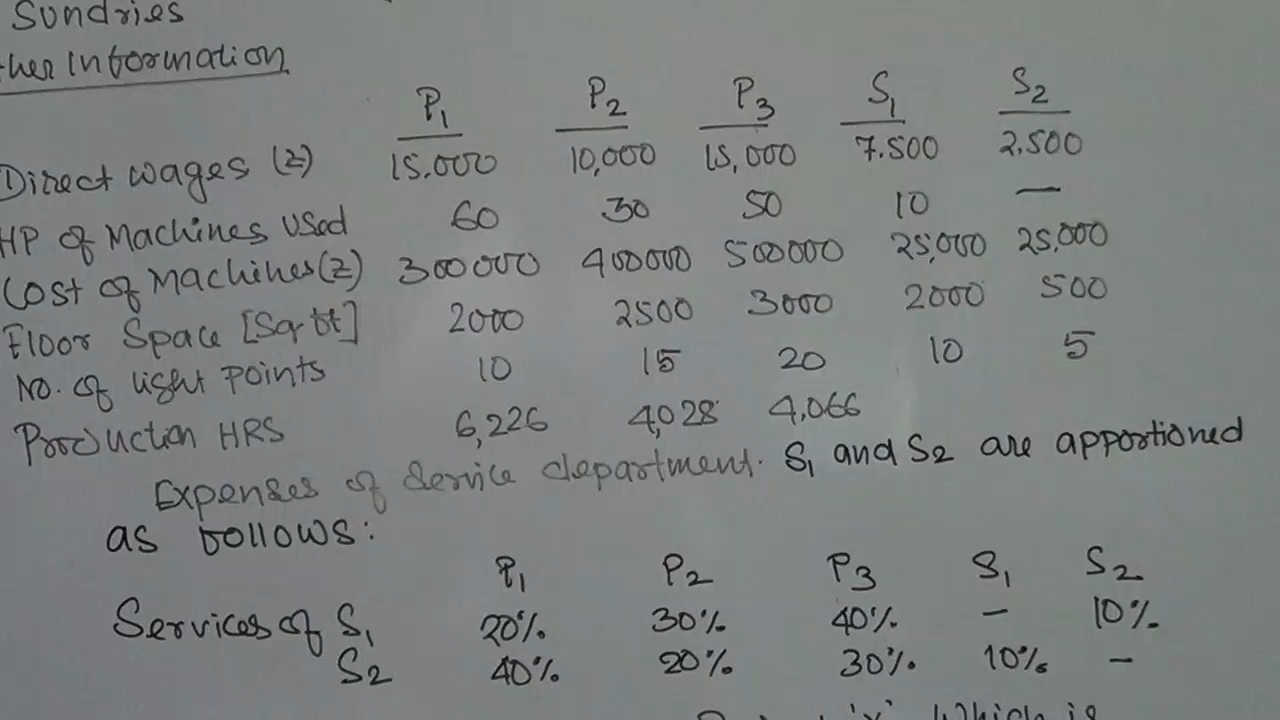 Sundries
ther Information
P1 P2 P3 S1 S2
Direct wages (₹) 15.000 10,000 15,000 7.500 2.500
HP of Machines Used 60 30 50 10 —
Cost of Machines(₹) 300000 400000 500000 25,000 25,000
Floor Space [Sq ft] 2000 2500 3000 2000 500
No. of light points 10 15 20 10 5
Production HRS 6,226 4,028 4,066
Expenses of Service department. S1 and S2 are apportioned
as follows:
P1 P2 P3 S1 S2
Services of S1 20% 30% 40% — 10%
S2 40% 20% 30% 10% —
'x' which is